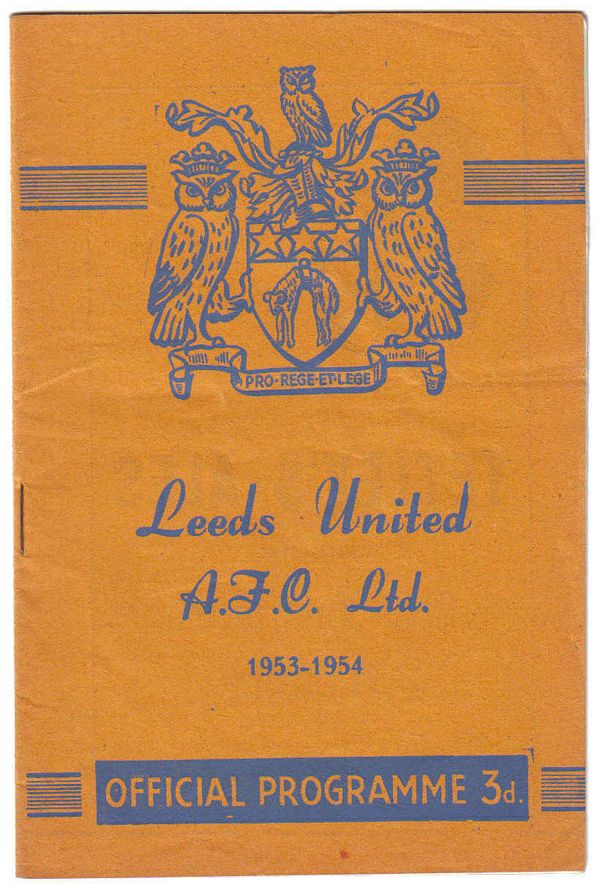 PRO·REGE·ET·LEGE
Leeds United
A.F.C. Ltd.
1953-1954
OFFICIAL PROGRAMME 3d.